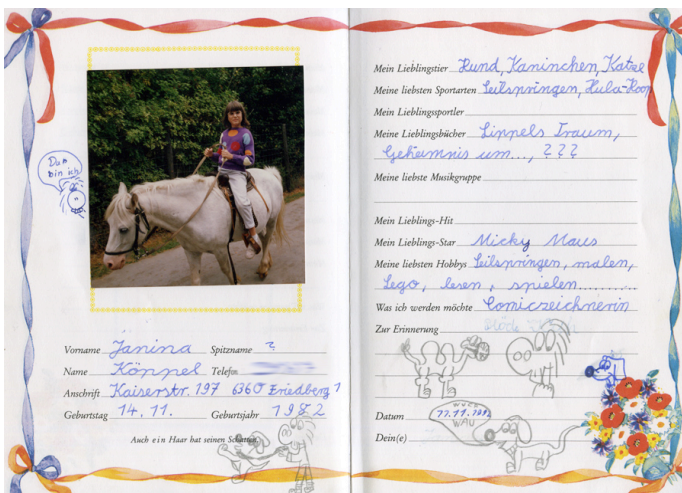 Das
bin ich
Vorname Janina Spitzname ?
Name Köppel Telefon
Anschrift Kaiserstr. 197 6360 Friedberg 1
Geburtstag 14.11. Geburtsjahr 1982
Auch ein Haar hat seinen Schatten.
Mein Lieblingstier Hund, Kaninchen, Katze
Meine liebsten Sportarten Seilspringen, Hula-Hoop
Mein Lieblingssportler
Meine Lieblingsbücher Lippels Traum,
Geheimnis um..., ? ? ?
Meine liebste Musikgruppe
Mein Lieblings-Hit
Mein Lieblings-Star Micky Maus
Meine liebsten Hobbys Seilspringen, malen,
Lego, lesen, spielen.........
Was ich werden möchte Comiczeichnerin
Zur Erinnerung
Datum
WAU
Dein(e)